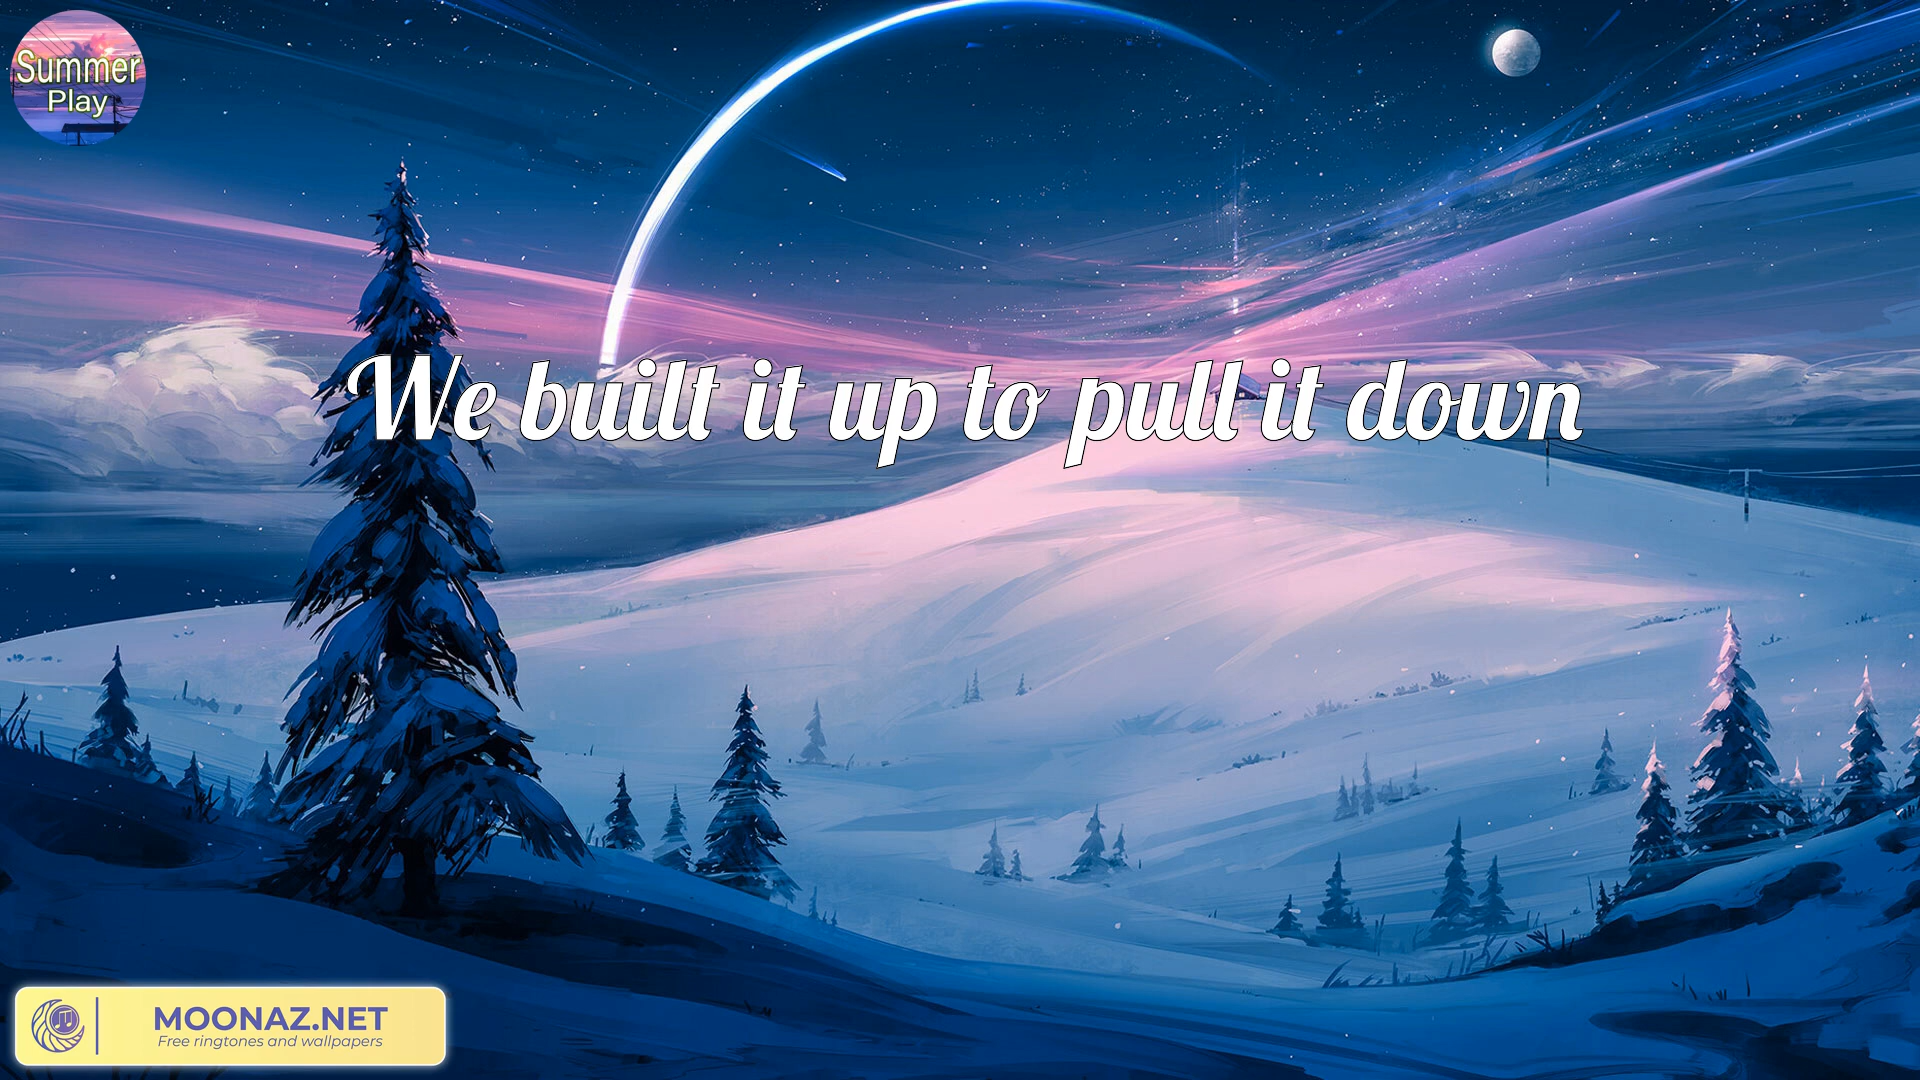 Summer
Play
We built it up to pull it down
MOONAZ.NET
Free ringtones and wallpapers